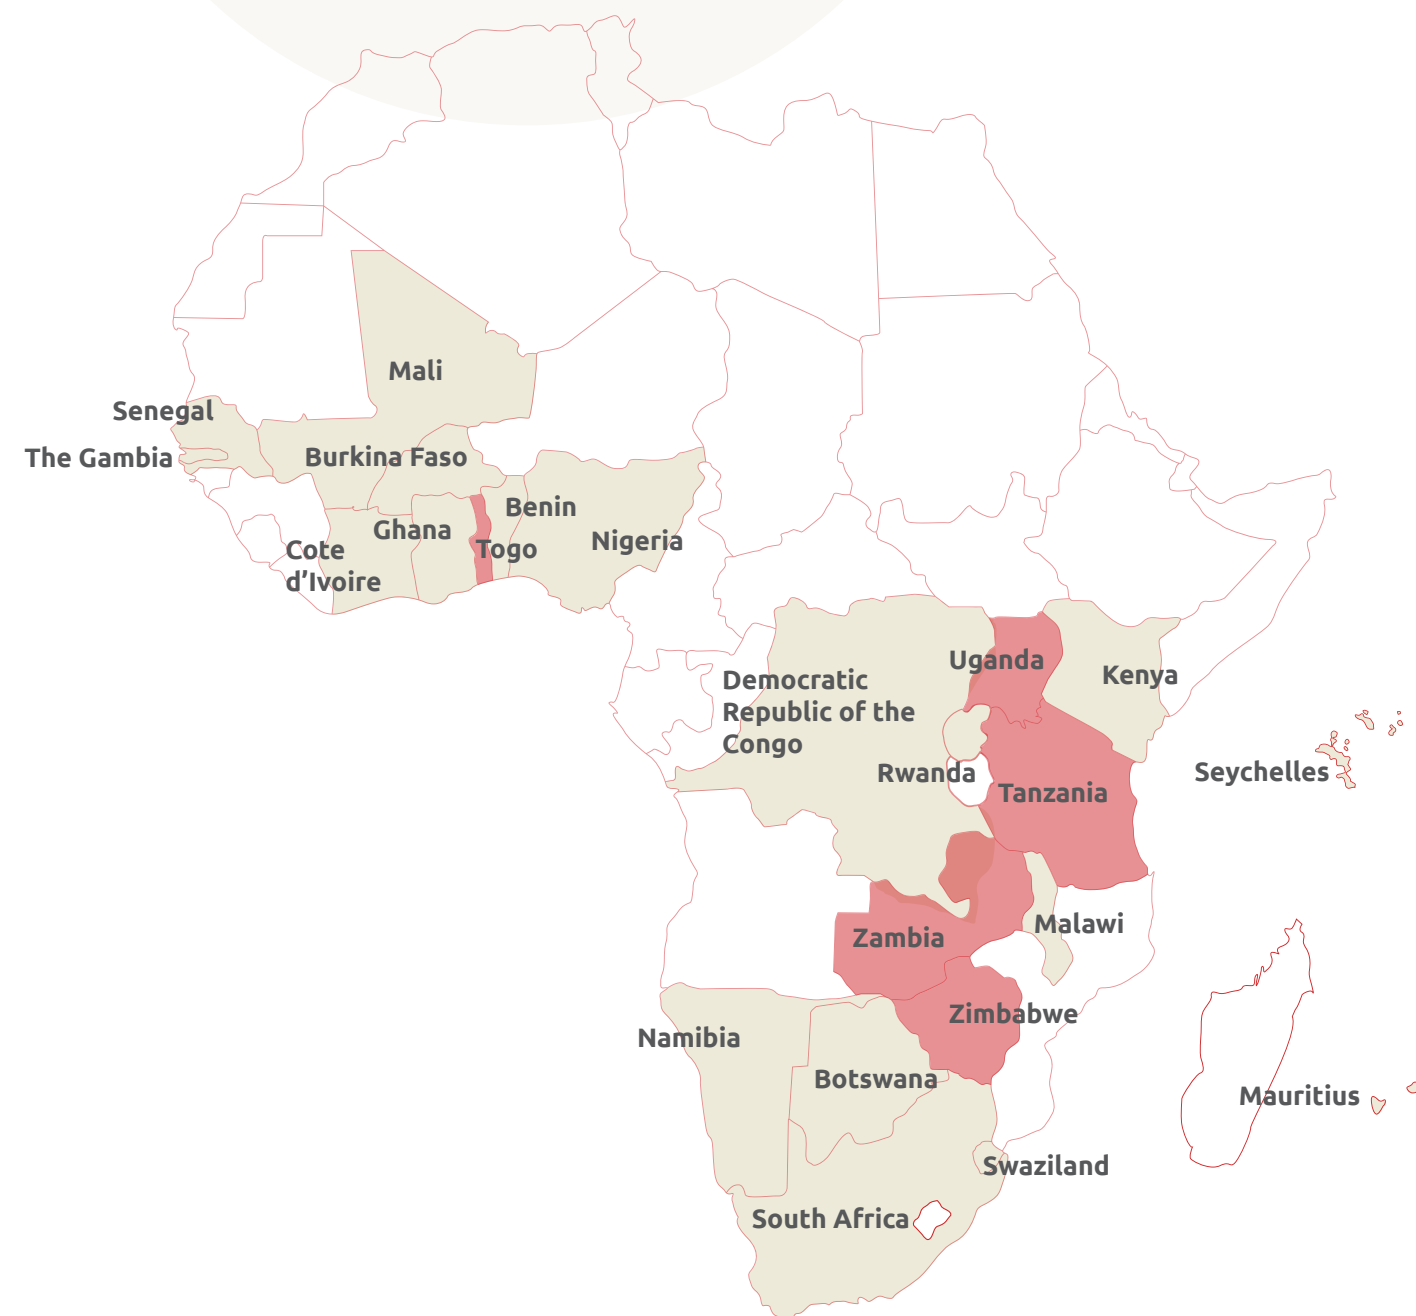 Mali
Senegal
The Gambia
Burkina Faso
Benin
Ghana
Togo
Nigeria
Cote
d’Ivoire
Uganda
Kenya
Democratic
Republic of the
Congo
Rwanda
Tanzania
Seychelles
Malawi
Zambia
Zimbabwe
Namibia
Botswana
Mauritius
Swaziland
South Africa